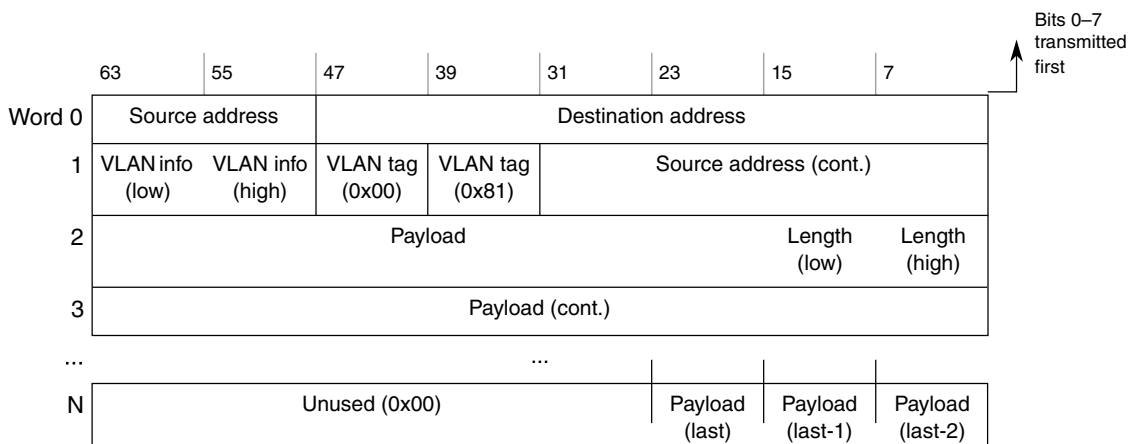 Bits 0–7
transmitted
first
63 55 47 39 31 23 15 7
Word 0 Source address Destination address
1 VLAN info VLAN info VLAN tag VLAN tag Source address (cont.)
(low) (high) (0x00) (0x81)
2 Payload Length Length
(low) (high)
3 Payload (cont.)
... ...
N Unused (0x00) Payload Payload Payload
(last) (last-1) (last-2)